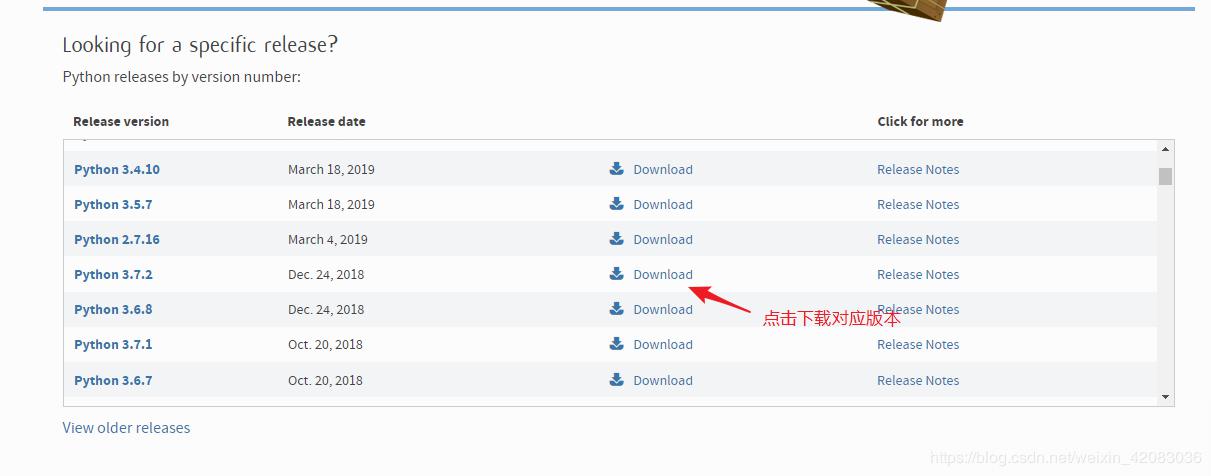 Looking for a specific release?
Python releases by version number:
Release version Release date Click for more
Python 3.4.10 March 18, 2019 Download Release Notes
Python 3.5.7 March 18, 2019 Download Release Notes
Python 2.7.16 March 4, 2019 Download Release Notes
Python 3.7.2 Dec. 24, 2018 Download Release Notes
Python 3.6.8 Dec. 24, 2018 Download Release Notes
点击下载对应版本
Python 3.7.1 Oct. 20, 2018 Download Release Notes
Python 3.6.7 Oct. 20, 2018 Download Release Notes
View older releases
https://blog.csdn.net/weixin_42083036